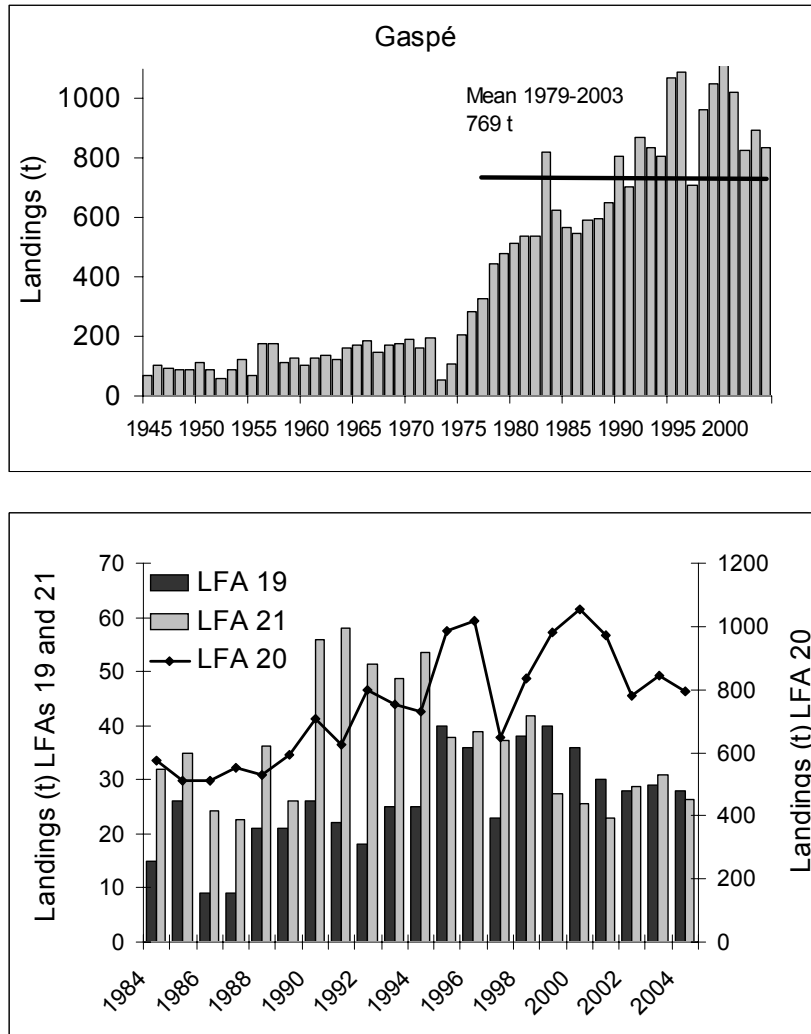 Gaspé
Mean 1979-2003
769 t
Landings (t)
1000
800
600
400
200
0
1945 1950 1955 1960 1965 1970 1975 1980 1985 1990 1995 2000
LFA 19
LFA 21
LFA 20
Landings (t) LFAs 19 and 21
70
60
50
40
30
20
10
0
Landings (t) LFA 20
1200
1000
800
600
400
200
0
1984 1986 1988 1990 1992 1994 1996 1998 2000 2002 2004